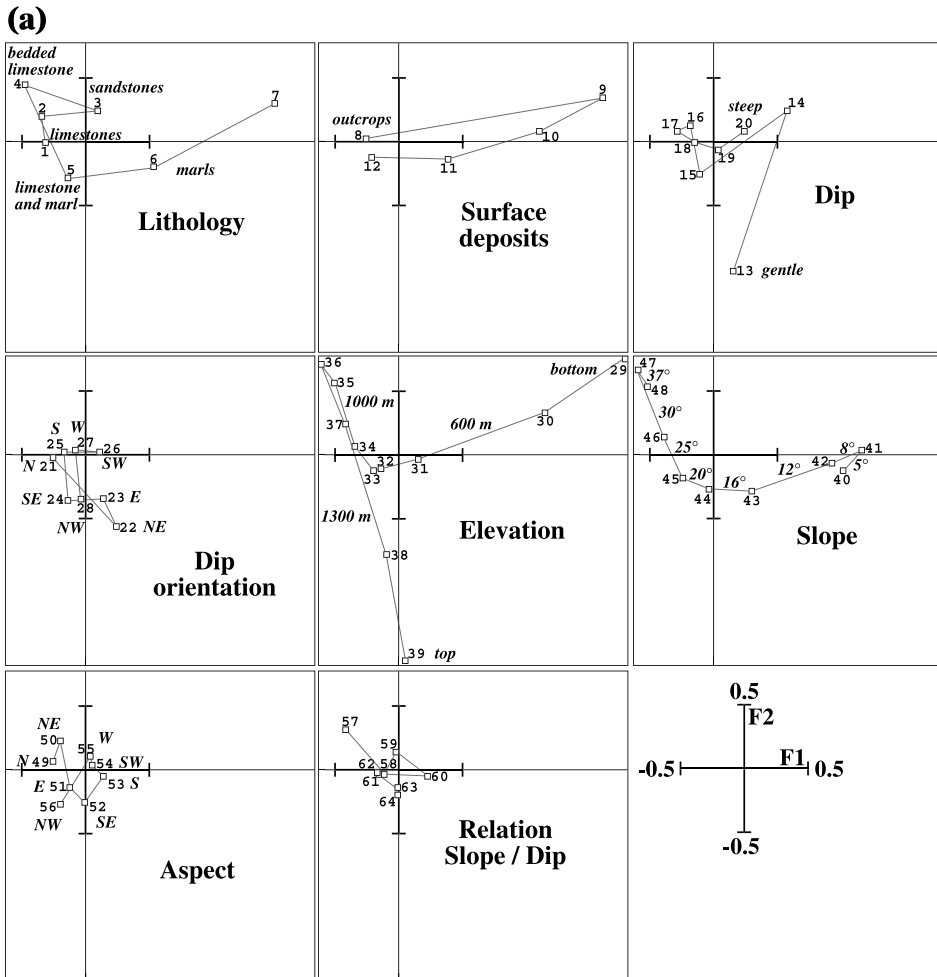 (a)
bedded
limestone
4
sandstones
2
3
7
limestones
1
5
6
marls
limestone
and marl
Lithology
outcrops
8
9
10
12
11
Surface
deposits
steep
14
17
16
20
18
19
15
Dip
13
gentle
S
W
25
27
26
N
21
SW
SE
24
23
E
28
NW
22
NE
Dip
orientation
36
35
1000 m
37
34
32
33
31
600 m
30
bottom
29
1300 m
38
Elevation
39
top
47
37°
48
30°
46
25°
45
20°
44
16°
43
12°
42
8°
41
5°
40
Slope
NE
50
W
55
N
49
54
SW
E
51
53
S
56
52
NW
SE
Aspect
57
59
62
58
61
60
63
64
Relation
Slope / Dip
0.5
F2
F1
-0.5
0.5
-0.5